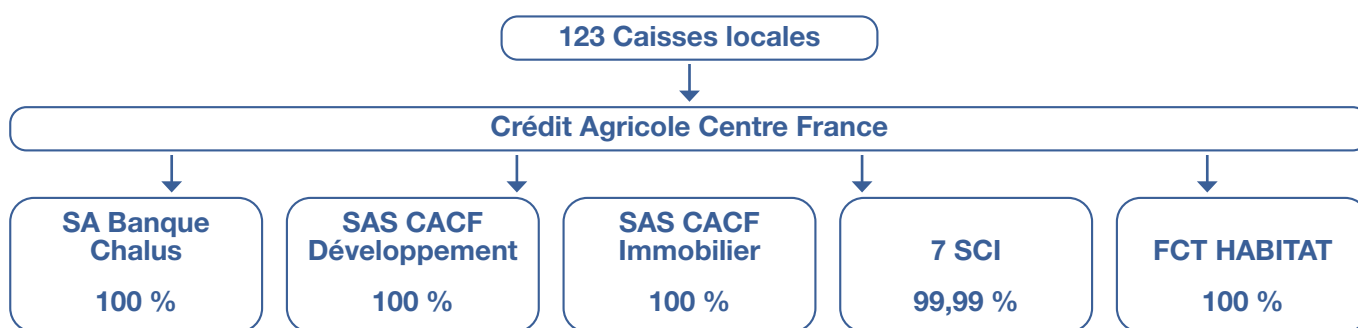 123 Caisses locales
Crédit Agricole Centre France
SA Banque
Chalus
100 %
SAS CACF
Développement
100 %
SAS CACF
Immobilier
100 %
7 SCI
99,99 %
FCT HABITAT
100 %